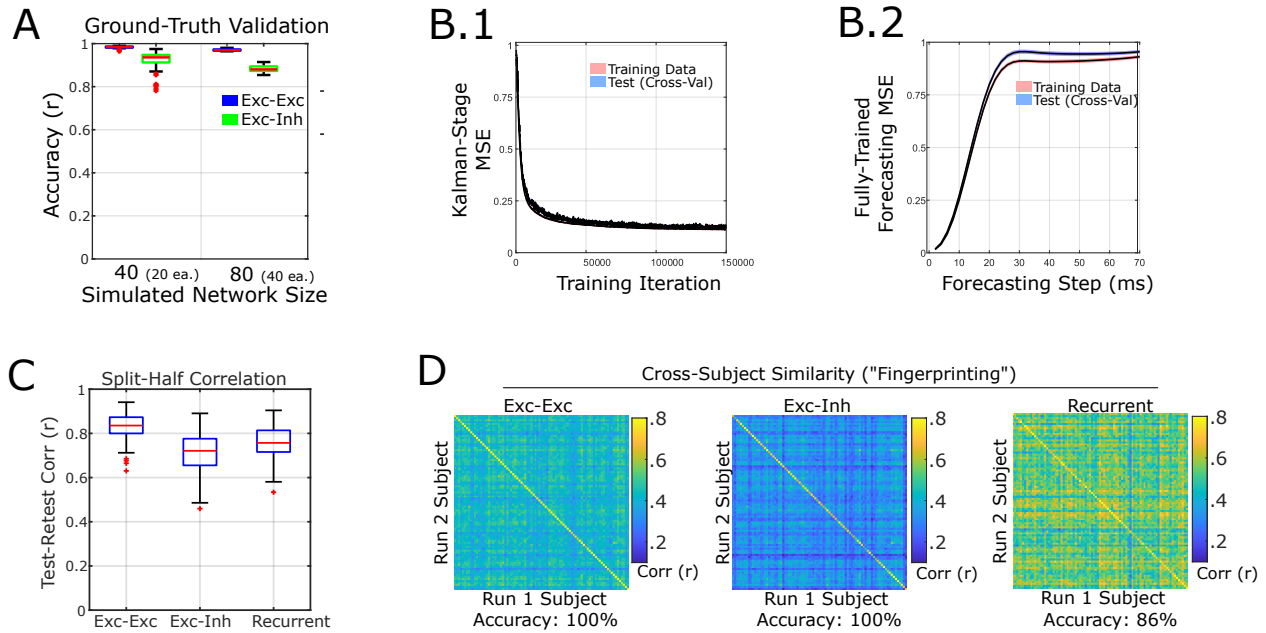 A
Ground-Truth Validation
Accuracy (r)
1
0.8
0.6
0.4
0.2
0
Exc-Exc
Exc-Inh
40 (20 ea.)
80 (40 ea.)
Simulated Network Size
B.1
Kalman-Stage
MSE
1
0.75
0.5
0.25
0
Training Data
Test (Cross-Val)
0
50000
100000
150000
Training Iteration
B.2
Fully-Trained
Forecasting MSE
1
0.75
0.5
0.25
0
Training Data
Test (Cross-Val)
0
10
20
30
40
50
60
70
Forecasting Step (ms)
C
Split-Half Correlation
Test-Retest Corr (r)
1
0.8
0.6
0.4
0.2
0
Exc-Exc
Exc-Inh
Recurrent
D
Cross-Subject Similarity ("Fingerprinting")
Exc-Exc
Run 2 Subject
.8
.6
.4
.2
Corr (r)
Run 1 Subject
Accuracy: 100%
Exc-Inh
Run 2 Subject
.8
.6
.4
.2
Corr (r)
Run 1 Subject
Accuracy: 100%
Recurrent
Run 2 Subject
.8
.6
.4
.2
Corr (r)
Run 1 Subject
Accuracy: 86%